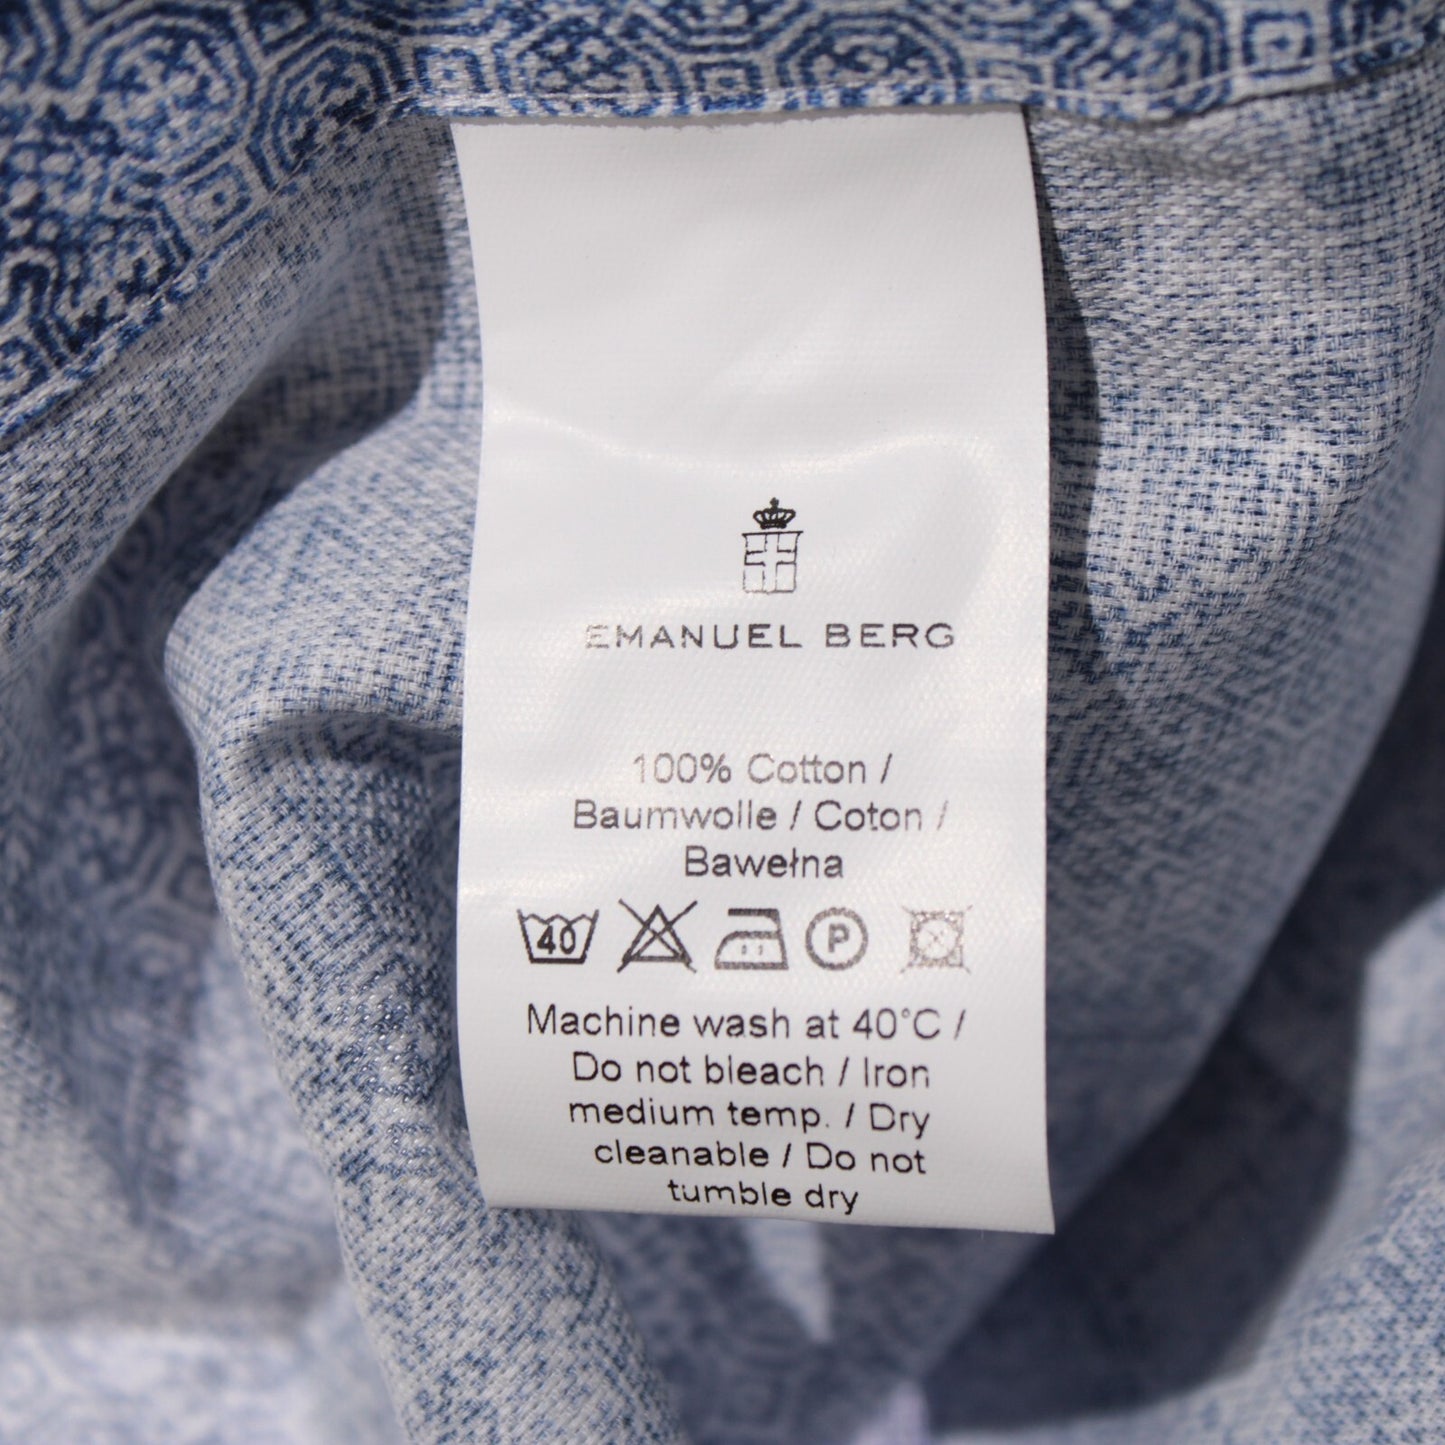 EMANUEL BERG
100% Cotton /
Baumwolle / Coton /
Bawełna
40 P
Machine wash at 40°C /
Do not bleach / Iron
medium temp. / Dry
cleanable / Do not
tumble dry